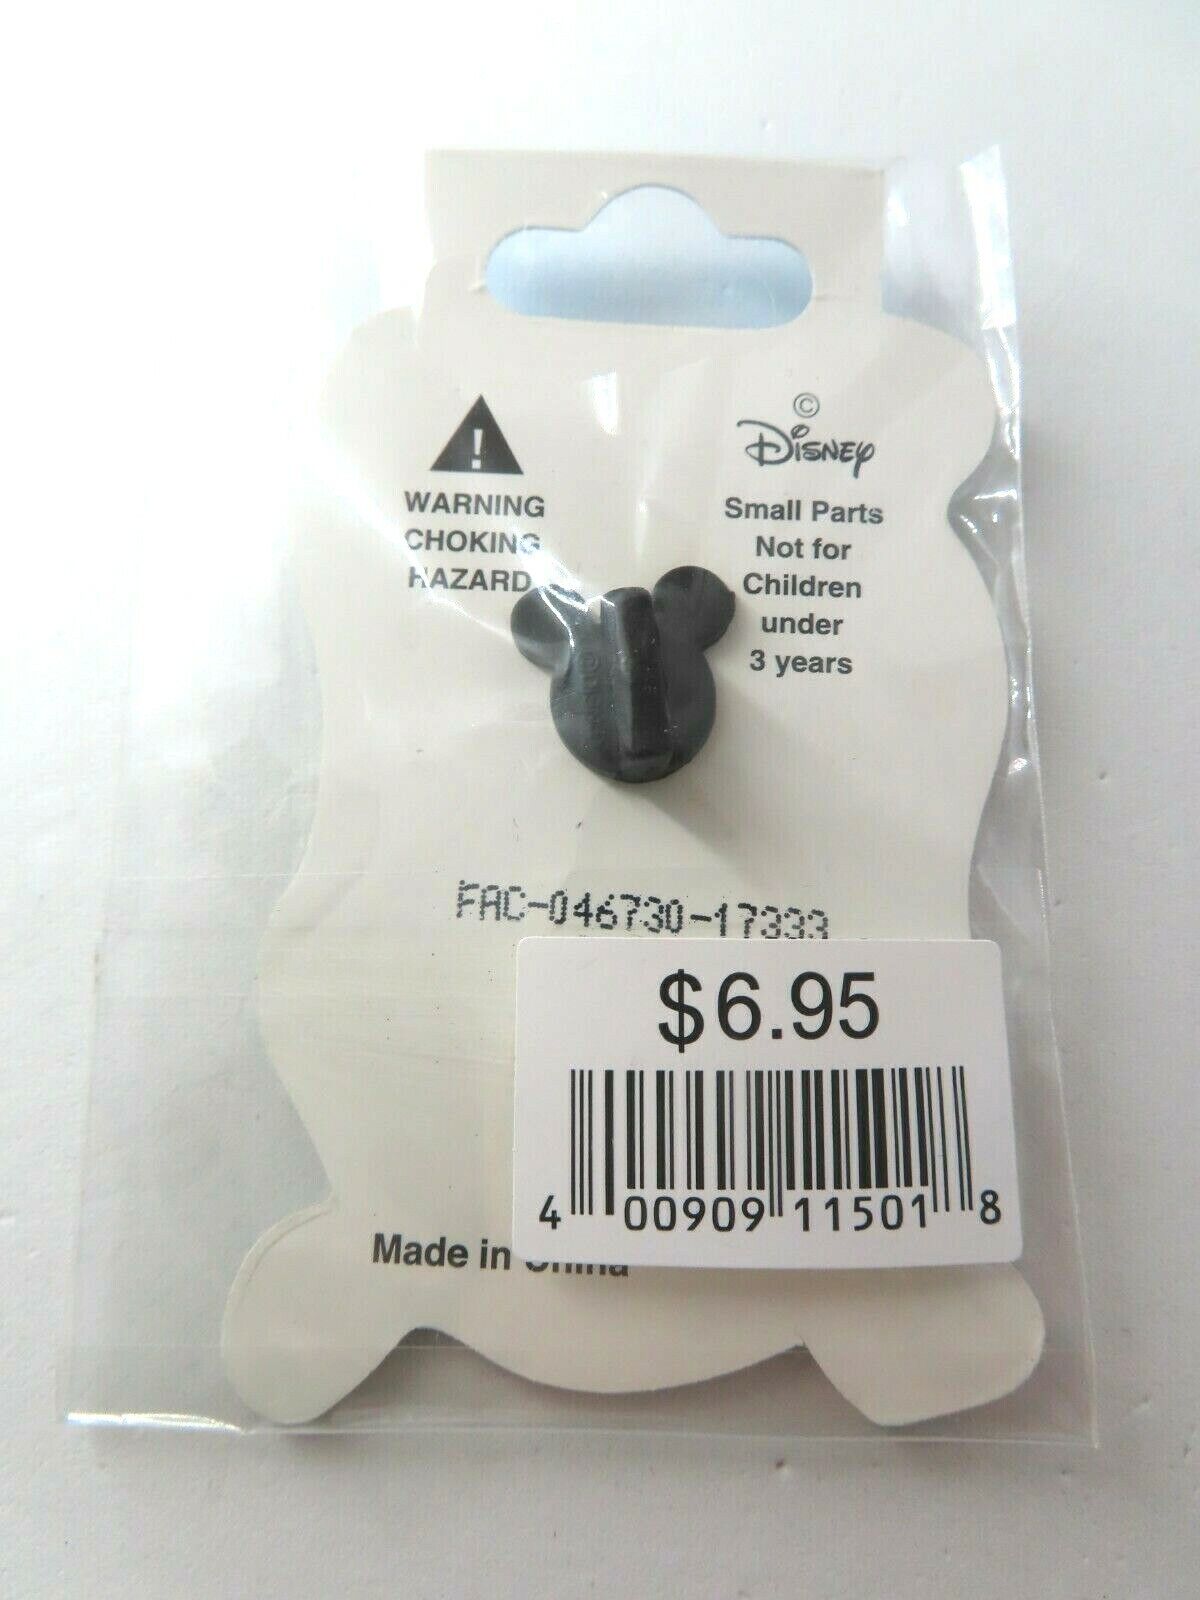 WARNING
CHOKING
HAZARD
©
Disney
Small Parts
Not for
Children
under
3 years
FAC-046730-17333
$6.95
4 00909 11501 8
Made in China